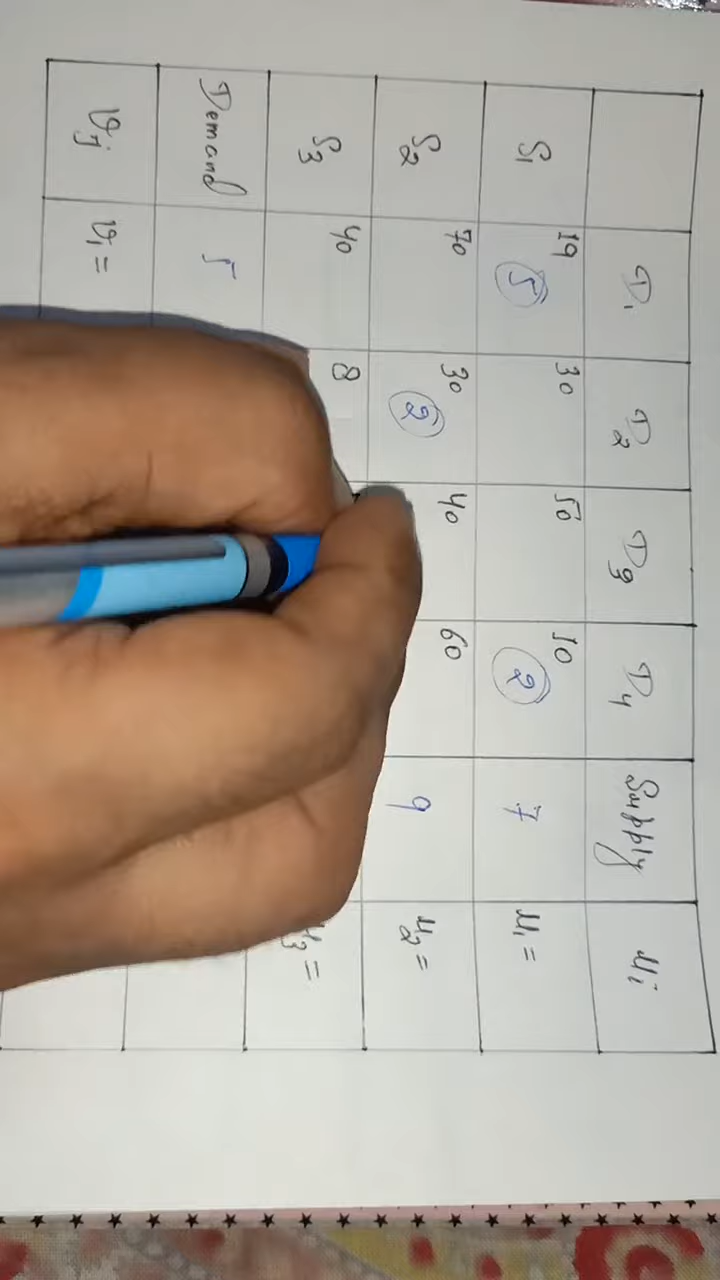 D1 D2 D3 D4 Supply ui
S1 19 5 30 50 10 2 7 u1 =
S2 70 30 2 40 60 9 u2 =
S3 40 8 u3 =
Demand 5
vj v1 =